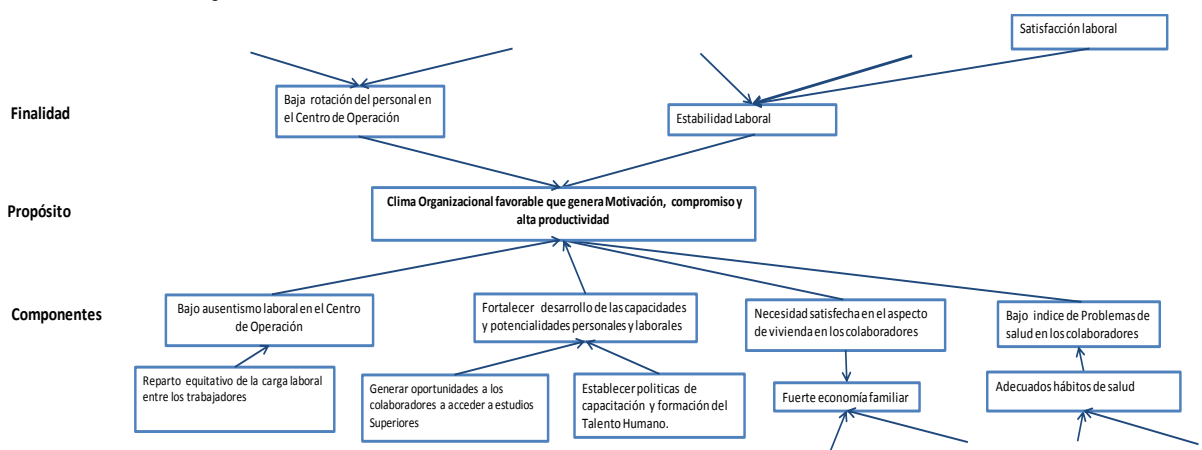 Satisfacción laboral
Finalidad
Baja rotación del personal en
el Centro de Operación
Estabilidad Laboral
Propósito
Clima Organizacional favorable que genera Motivación, compromiso y
alta productividad
Componentes
Bajo ausentismo laboral en el Centro
de Operación
Fortalecer desarrollo de las capacidades
y potencialidades personales y laborales
Necesidad satisfecha en el aspecto
de vivienda en los colaboradores
Bajo indice de Problemas de
salud en los colaboradores
Reparto equitativo de la carga laboral
entre los trabajadores
Generar oportunidades a los
colaboradores a acceder a estudios
Superiores
Establecer politicas de
capacitación y formación del
Talento Humano.
Fuerte economía familiar
Adecuados hábitos de salud